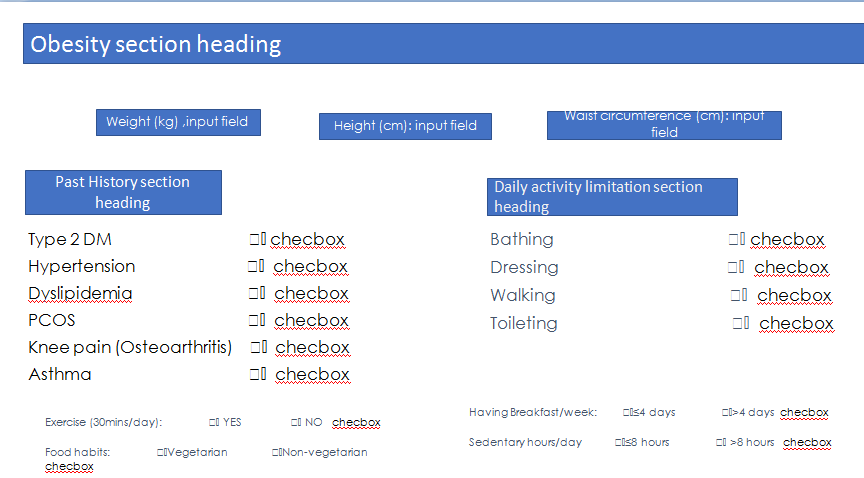 Obesity section heading
Weight (kg) ,input field
Height (cm): input field
Waist circumference (cm): input
field
Past History section
heading
Daily activity limitation section
heading
Type 2 DM □▯ checbox
Hypertension □▯ checbox
Dyslipidemia □▯ checbox
PCOS □▯ checbox
Knee pain (Osteoarthritis) □▯ checbox
Asthma □▯ checbox
Bathing □▯ checbox
Dressing □▯ checbox
Walking □▯ checbox
Toileting □▯ checbox
Exercise (30mins/day): □▯ YES □▯ NO checbox
Food habits: □▯Vegetarian □▯Non-vegetarian
checbox
Having Breakfast/week: □▯≤4 days □▯>4 days checbox
Sedentary hours/day □▯≤8 hours □▯ >8 hours checbox